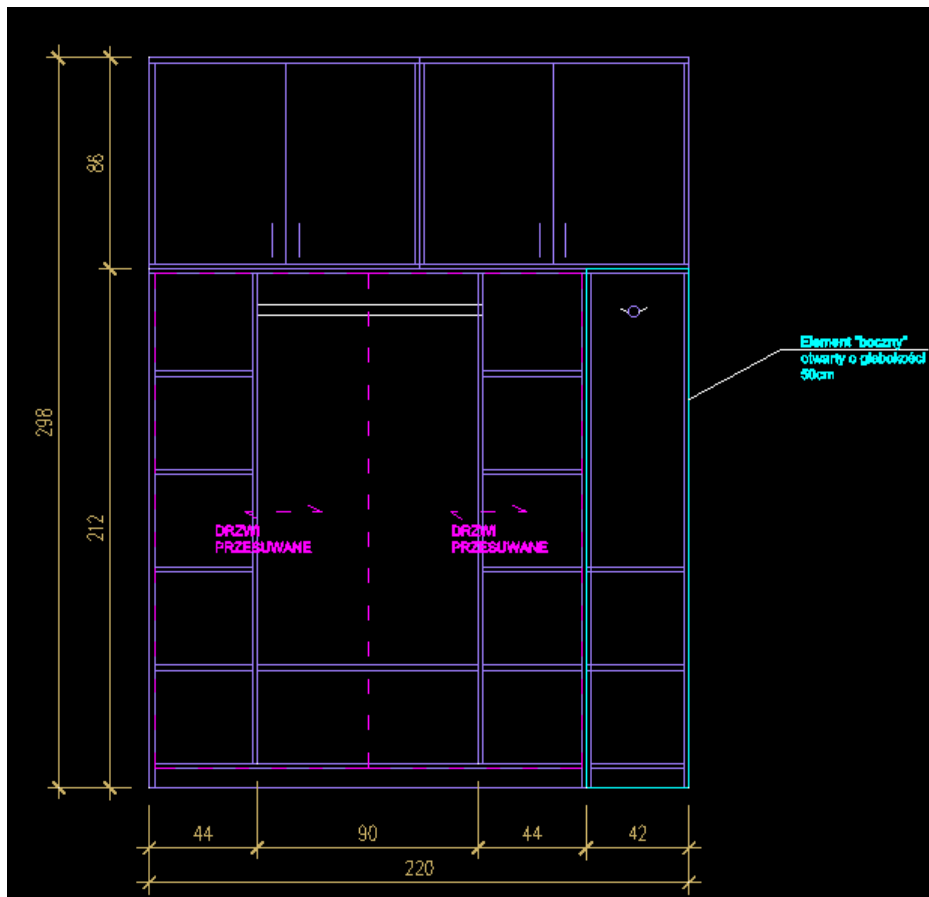 86
298
212
Element "boczny"
otwarty o głebokości
50cm
DRZWI
PRZESUWANE
DRZWI
PRZESUWANE
44
90
44
42
220